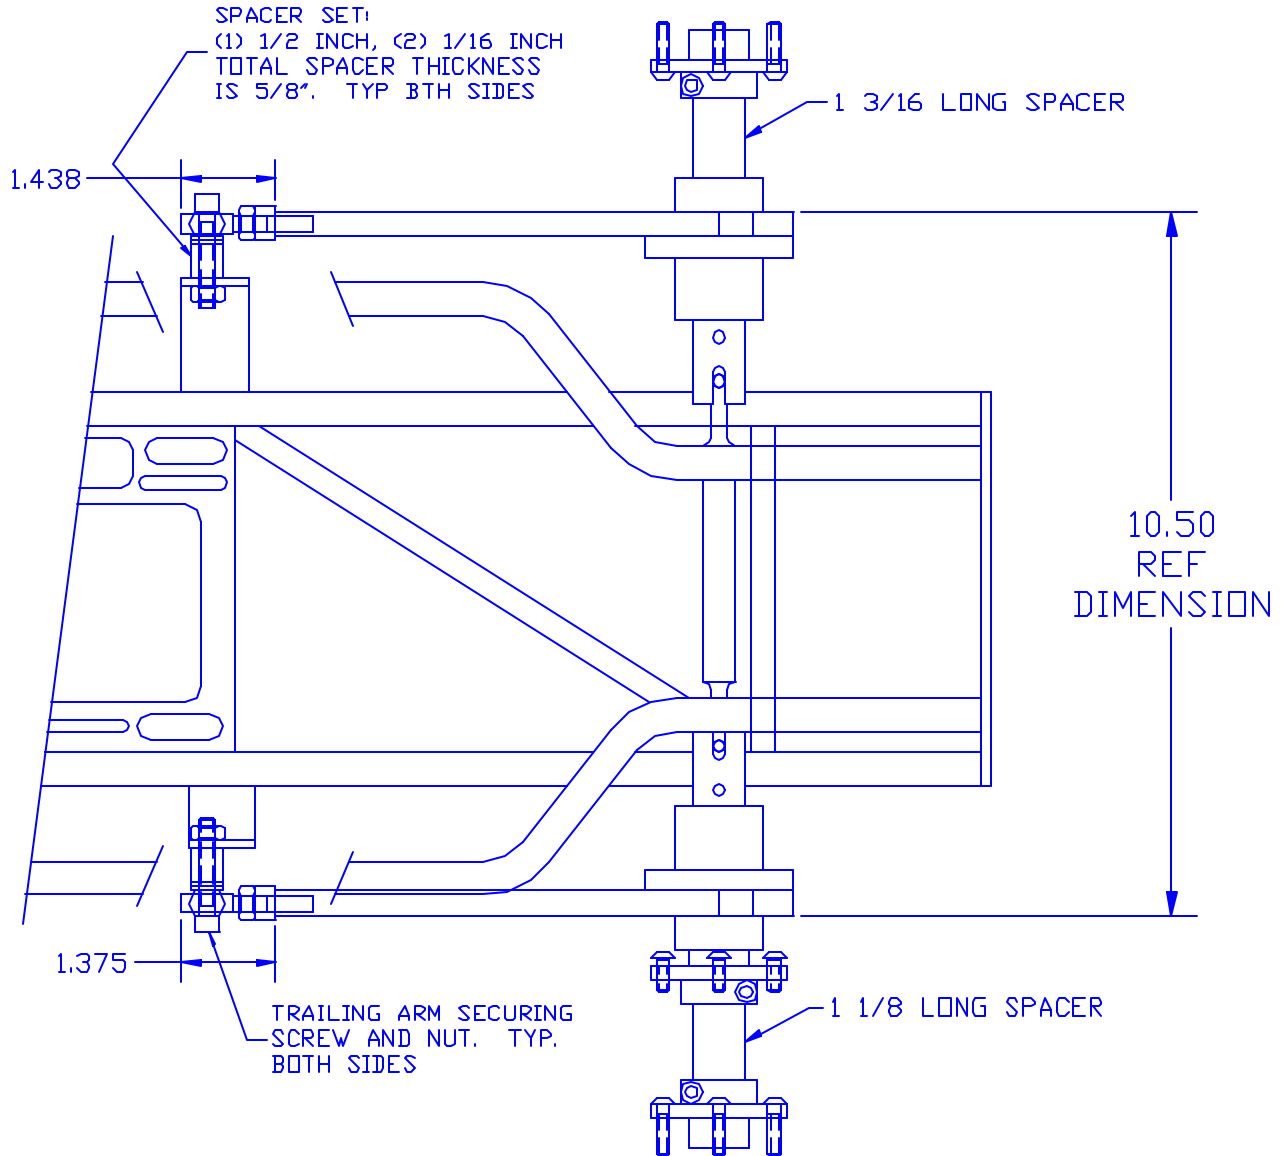 SPACER SET:
(1) 1/2 INCH, (2) 1/16 INCH
TOTAL SPACER THICKNESS
IS 5/8". TYP BTH SIDES
1 3/16 LONG SPACER
1.438
10.50
REF
DIMENSION
1.375
TRAILING ARM SECURING
SCREW AND NUT. TYP.
BOTH SIDES
1 1/8 LONG SPACER